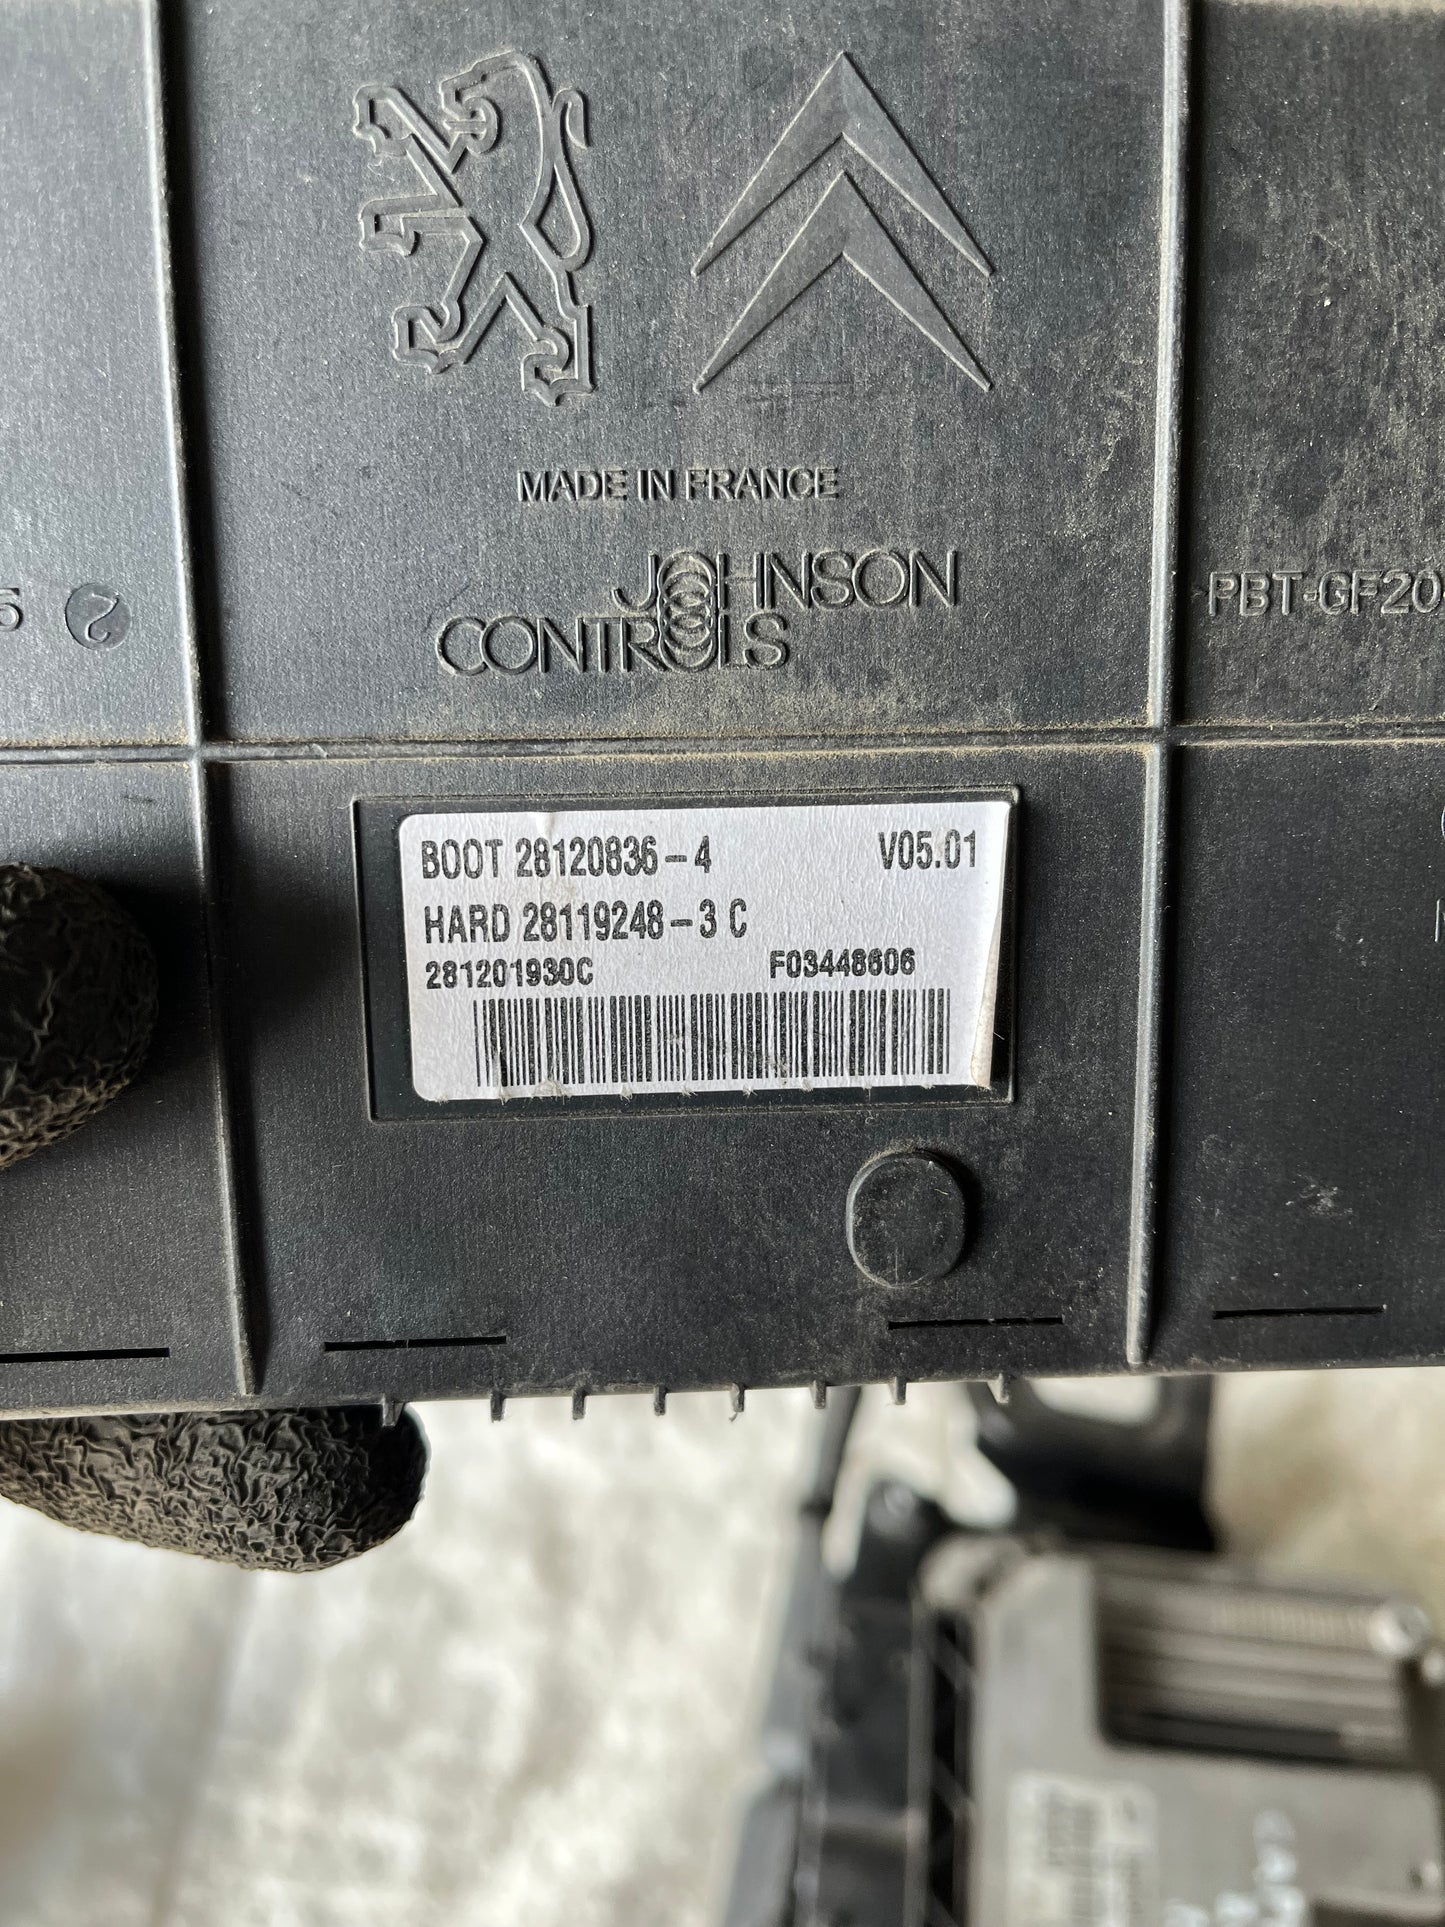 MADE IN FRANCE
JOHNSON
CONTROLS
PBT-GF20
BOOT 28120836-4 V05.01
HARD 28119248-3 C
281201930C F03448606